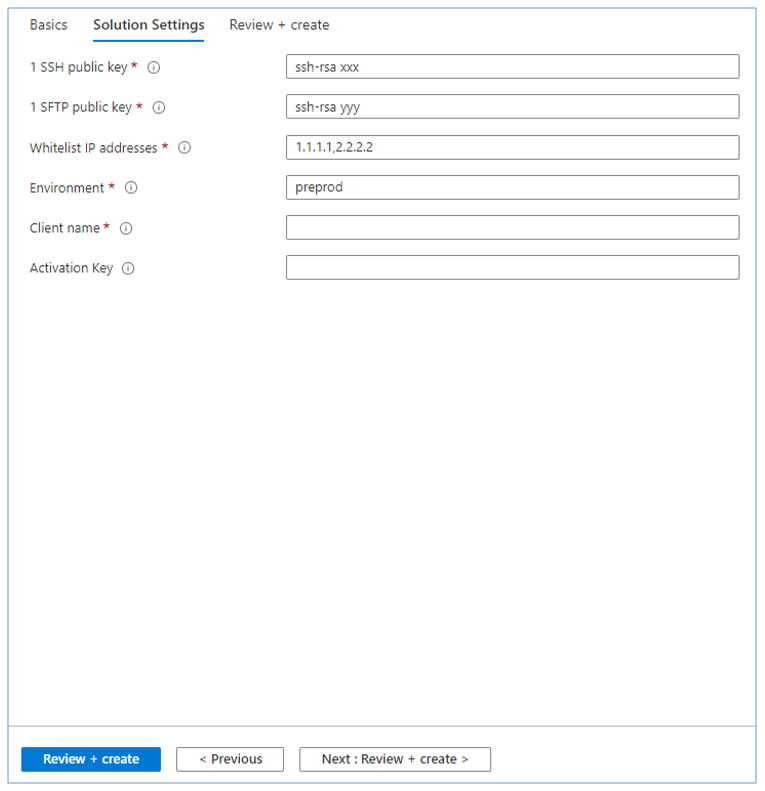 Basics Solution Settings Review + create
1 SSH public key * ssh-rsa xxx
1 SFTP public key * ssh-rsa yyy
Whitelist IP addresses * 1.1.1.1,2.2.2.2
Environment * preprod
Client name *
Activation Key
Review + create < Previous Next : Review + create >